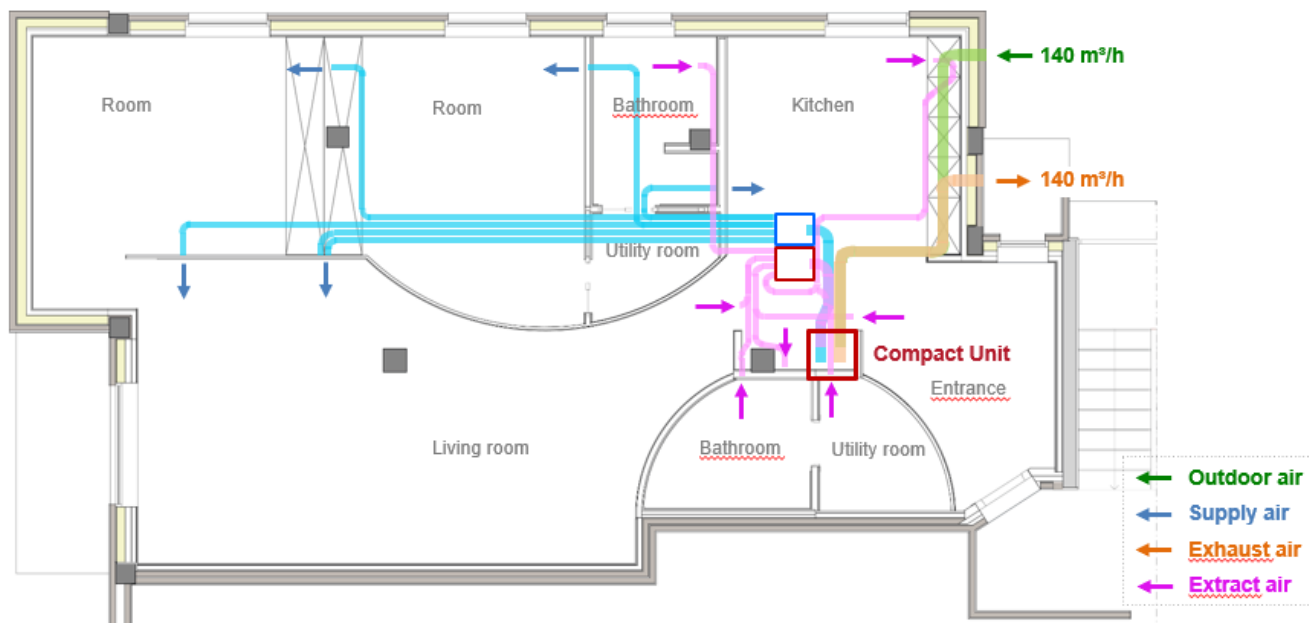 140 m³/h
Room
Room
Bathroom
Kitchen
140 m³/h
Utility room
Compact Unit
Entrance
Living room
Bathroom
Utility room
Outdoor air
Supply air
Exhaust air
Extract air